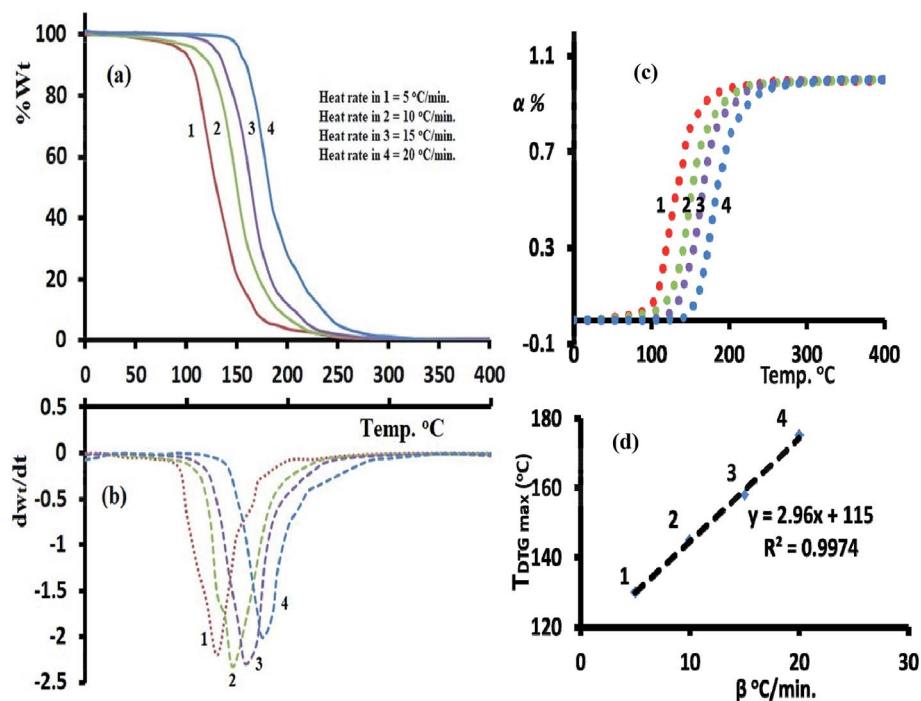 100
80
60
40
20
0
%Wt
(a)
1
2
3
4
Heat rate in 1 = 5 °C/min.
Heat rate in 2 = 10 °C/min.
Heat rate in 3 = 15 °C/min.
Heat rate in 4 = 20 °C/min.
0 50 100 150 200 250 300 350 400
1.1
0.7
0.3
-0.1
α %
(c)
1 2 3 4
0 100 200 300 400
Temp. °C
0.5
0
-0.5
-1
-1.5
-2
-2.5
dwt/dt
0 100 200 300 400
Temp. °C
(b)
1
2
3
4
180
160
140
120
TDTG max (°C)
(d)
4
3
2
1
y = 2.96x + 115
R² = 0.9974
0 10 20 30
β °C/min.